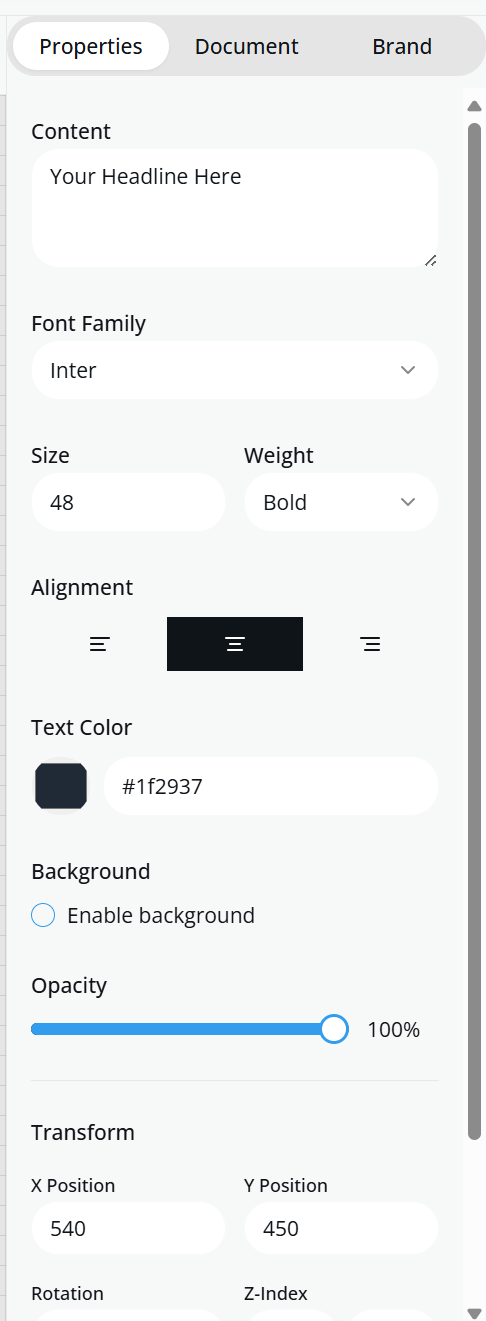 Properties Document Brand
Content
Your Headline Here
Font Family
Inter
Size Weight
48 Bold
Alignment
Text Color
#1f2937
Background
Enable background
Opacity
100%
Transform
X Position Y Position
540 450
Rotation Z-Index